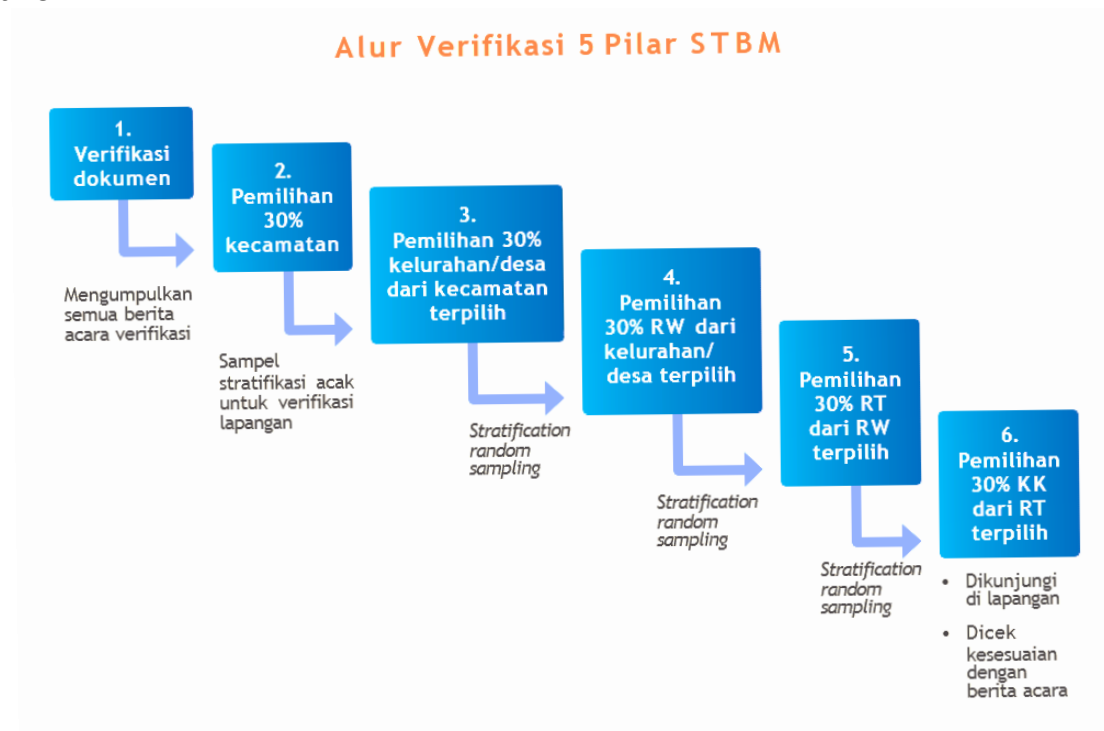 Alur Verifikasi 5 Pilar STBM
1.
Verifikasi
dokumen
Mengumpulkan
semua berita
acara verifikasi
2.
Pemilihan
30%
kecamatan
Sampel
stratifikasi acak
untuk verifikasi
lapangan
3.
Pemilihan 30%
kelurahan/desa
dari kecamatan
terpilih
Stratification
random
sampling
4.
Pemilihan
30% RW dari
kelurahan/
desa terpilih
Stratification
random
sampling
5.
Pemilihan
30% RT
dari RW
terpilih
Stratification
random
sampling
6.
Pemilihan
30% KK
dari RT
terpilih
• Dikunjungi
di lapangan
• Dicek
kesesuaian
dengan
berita acara